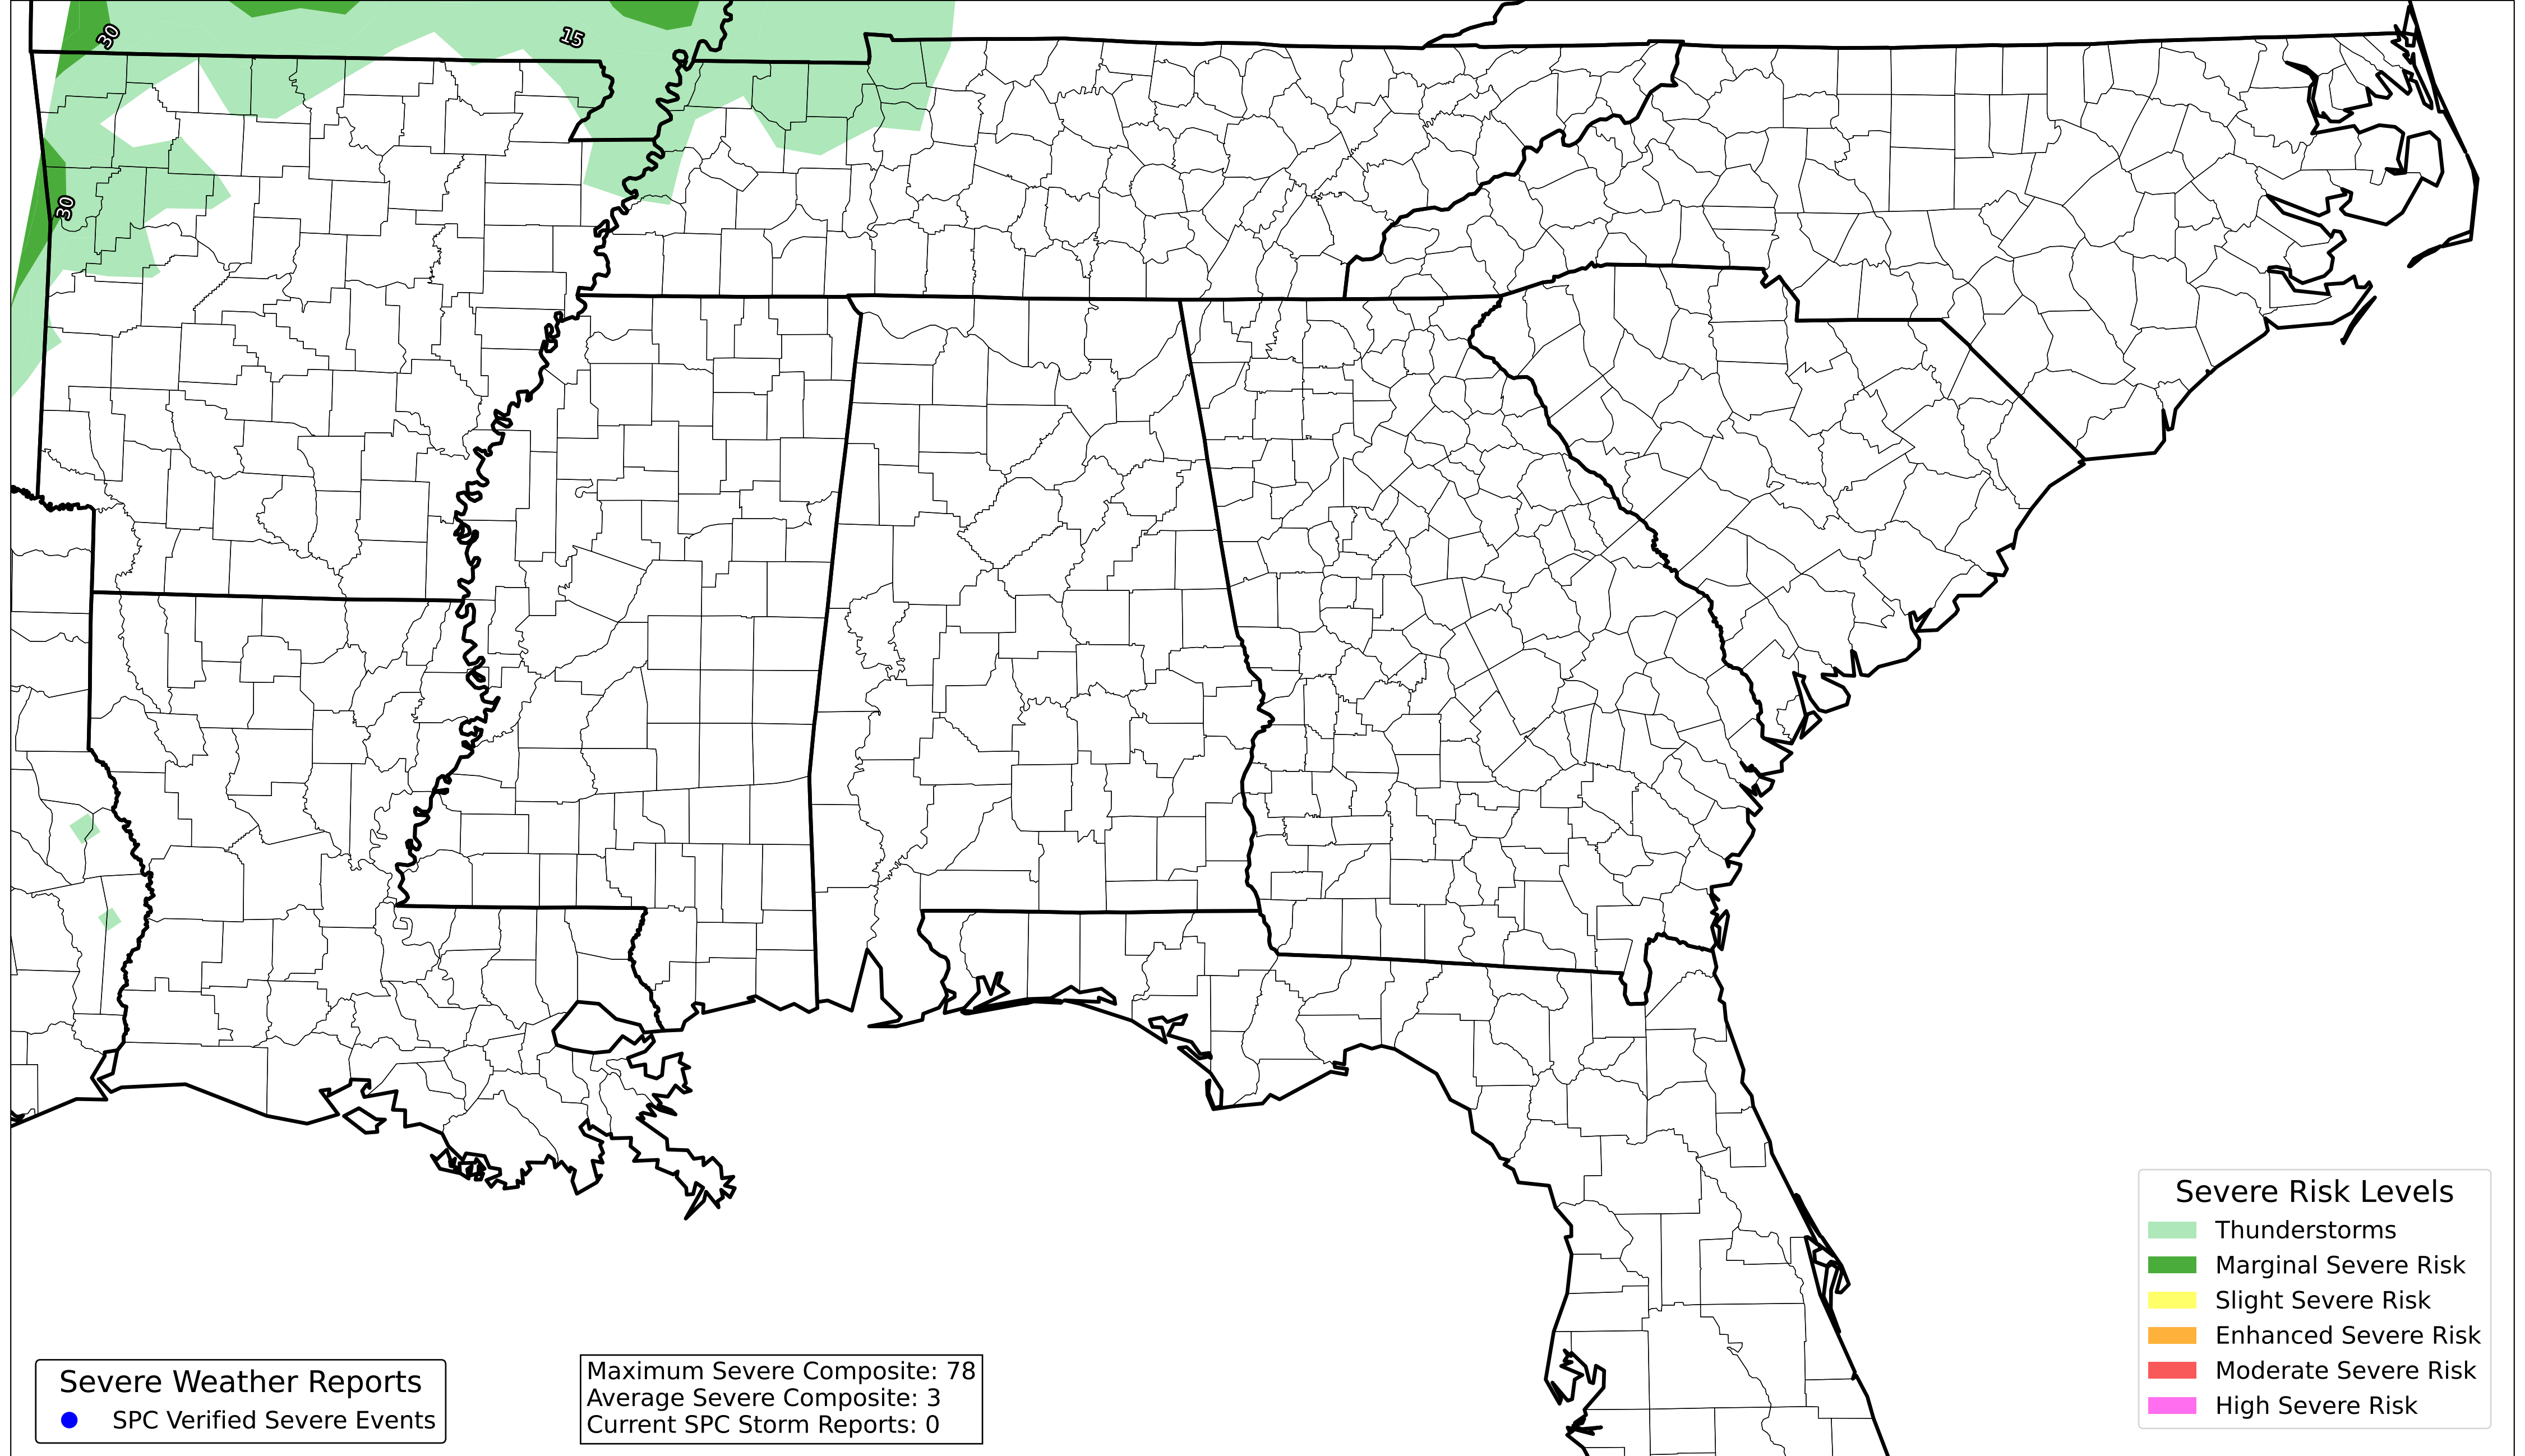 30
15
30
Severe Risk Levels
Thunderstorms
Marginal Severe Risk
Slight Severe Risk
Enhanced Severe Risk
Moderate Severe Risk
High Severe Risk
Severe Weather Reports
SPC Verified Severe Events
Maximum Severe Composite: 78
Average Severe Composite: 3
Current SPC Storm Reports: 0